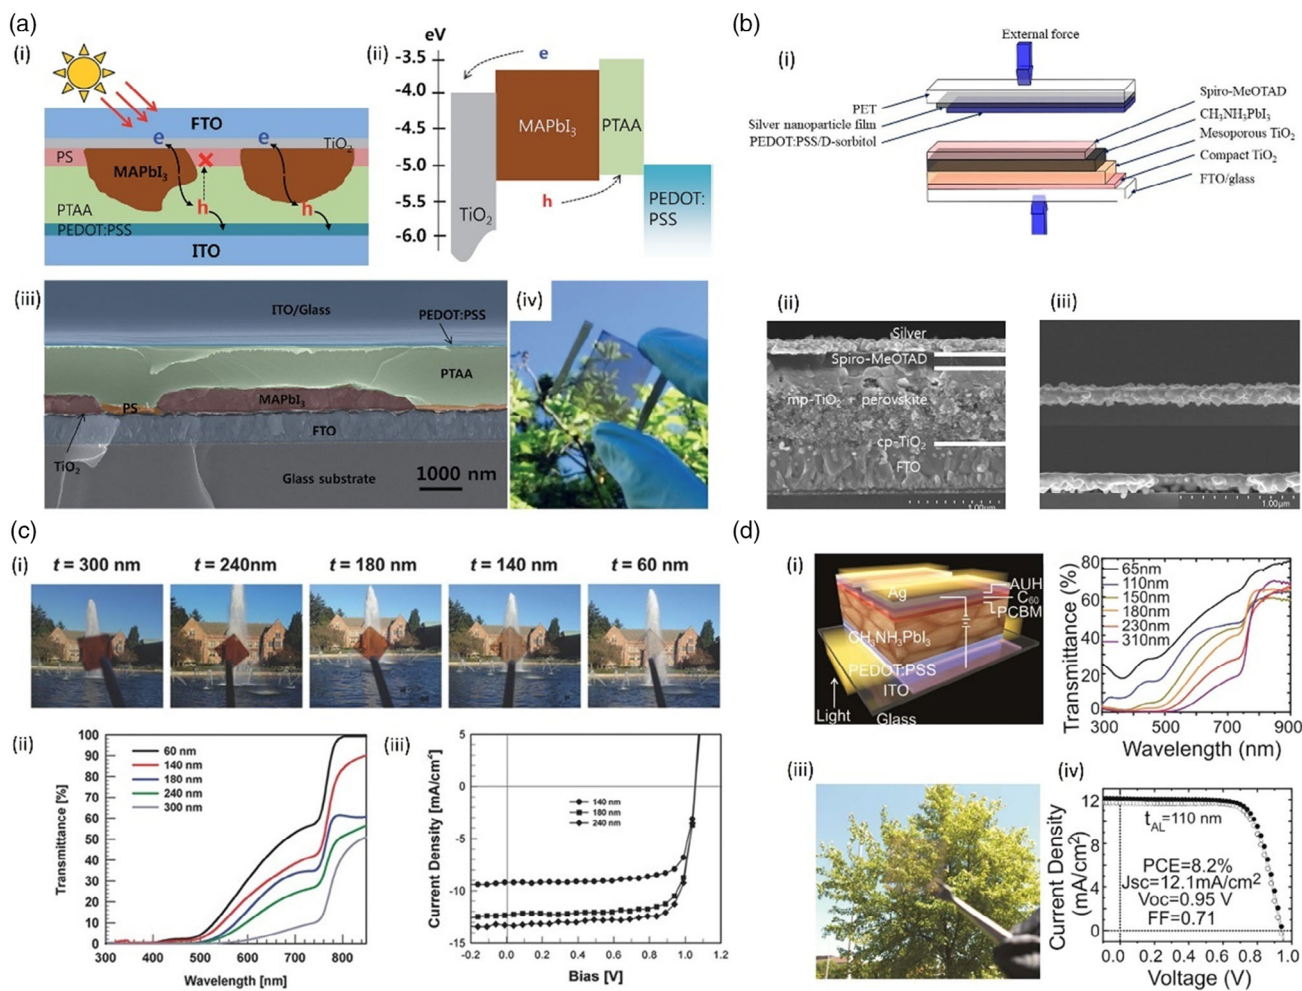 (a)
(i)
FTO
e
e
TiO₂
PS
MAPbI₃
MAPbI₃
PTAA
h
h
PEDOT:PSS
ITO
(ii)
eV
-3.5
-4.0
-4.5
-5.0
-5.5
-6.0
e
MAPbI₃
PTAA
h
TiO₂
PEDOT:
PSS
(iii)
ITO/Glass
PEDOT:PSS
PTAA
MAPbI₃
PS
FTO
TiO₂
Glass substrate
1000 nm
(iv)
(b)
(i)
External force
PET
Silver nanoparticle film
PEDOT:PSS/D-sorbitol
Spiro-MeOTAD
CH₃NH₃PbI₃
Mesoporous TiO₂
Compact TiO₂
FTO/glass
(ii)
Silver
Spiro-MeOTAD
mp-TiO₂ + perovskite
cp-TiO₂
FTO
1.00μm
(iii)
1.00μm
(c)
(i)
t = 300 nm
t = 240nm
t = 180 nm
t = 140 nm
t = 60 nm
(ii)
Transmittance [%]
100
90
80
70
60
50
40
30
20
10
0
60 nm
140 nm
180 nm
240 nm
300 nm
300 400 500 600 700 800
Wavelength [nm]
(iii)
Current Density [mA/cm²]
5
0
-5
-10
-15
140 nm
180 nm
240 nm
0.0 0.2 0.4 0.6 0.8 1.0 1.2
Bias [V]
(d)
(i)
Ag
AUH
C₆₀
PCBM
CH₃NH₃PbI₃
PEDOT:PSS
ITO
Light
Glass
Transmittance (%)
80
60
40
20
0
65nm
110nm
150nm
180nm
230nm
310nm
300 450 600 750 900
Wavelength (nm)
(iii)
(iv)
Current Density
(mA/cm²)
12
8
4
0
tAL=110 nm
PCE=8.2%
Jsc=12.1mA/cm²
Voc=0.95 V
FF=0.71
0.0 0.2 0.4 0.6 0.8 1.0
Voltage (V)